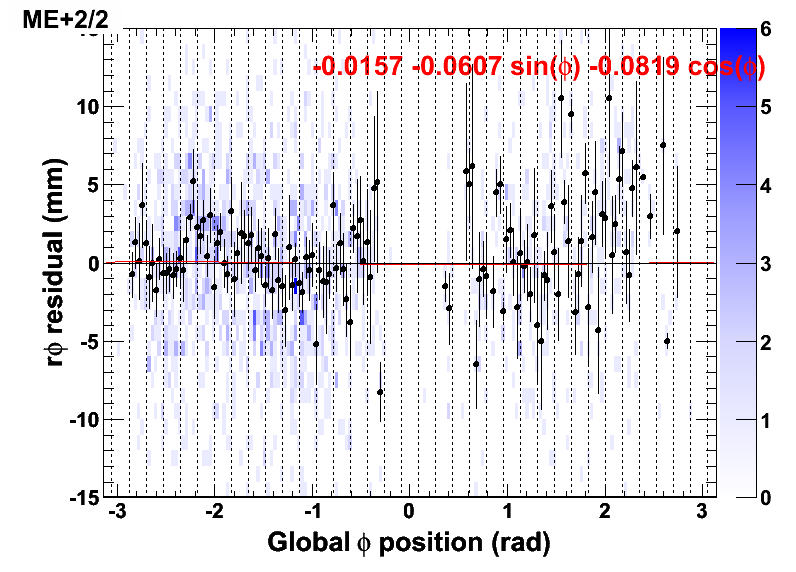 ME+2/2
-0.0157 -0.0607 sin(ϕ) -0.0819 cos(ϕ)
rϕ residual (mm)
10
5
0
-5
-10
-15
-3 -2 -1 0 1 2 3
Global ϕ position (rad)
6
5
4
3
2
1
0